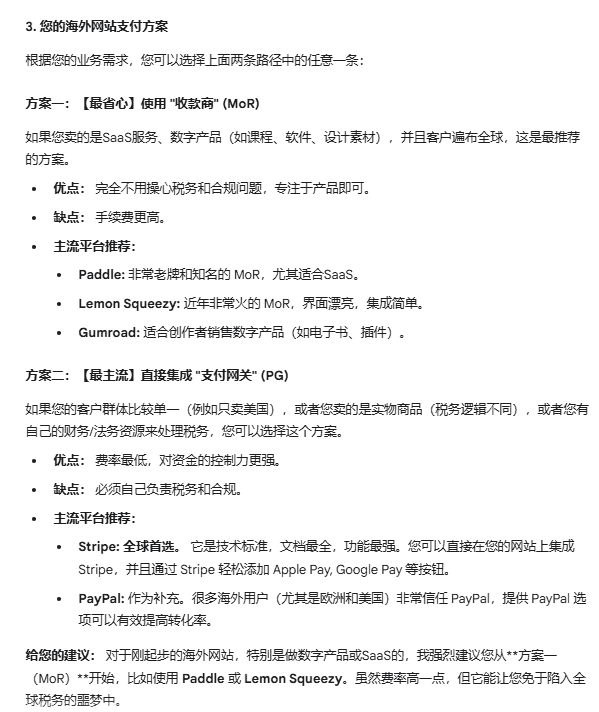 3. 您的海外网站支付方案
根据您的业务需求，您可以选择上面两条路径中的任意一条：
方案一：【最省心】使用 "收款商" (MoR)
如果您卖的是SaaS服务、数字产品（如课程、软件、设计素材），并且客户遍布全球，这是最推荐
的方案。
• 优点： 完全不用操心税务和合规问题，专注于产品即可。
• 缺点： 手续费更高。
• 主流平台推荐：
• Paddle: 非常老牌和知名的 MoR，尤其适合SaaS。
• Lemon Squeezy: 近年非常火的 MoR，界面漂亮，集成简单。
• Gumroad: 适合创作者销售数字产品（如电子书、插件）。
方案二：【最主流】直接集成 "支付网关" (PG)
如果您的客户群体比较单一（例如只卖美国），或者您卖的是实物商品（税务逻辑不同），或者您有
自己的财务/法务资源来处理税务，您可以选择这个方案。
• 优点： 费率最低，对资金的控制力更强。
• 缺点： 必须自己负责税务和合规。
• 主流平台推荐：
• Stripe: 全球首选。 它是技术标准，文档最全，功能最强。您可以直接在您的网站上集成
Stripe，并且通过 Stripe 轻松添加 Apple Pay, Google Pay 等按钮。
• PayPal: 作为补充。很多海外用户（尤其是欧洲和美国）非常信任 PayPal，提供 PayPal 选
项可以有效提高转化率。
给您的建议： 对于刚起步的海外网站，特别是做数字产品或SaaS的，我强烈建议您从**方案一
（MoR）**开始，比如使用 Paddle 或 Lemon Squeezy。虽然费率高一点，但它能让您免于陷入全
球税务的噩梦中。